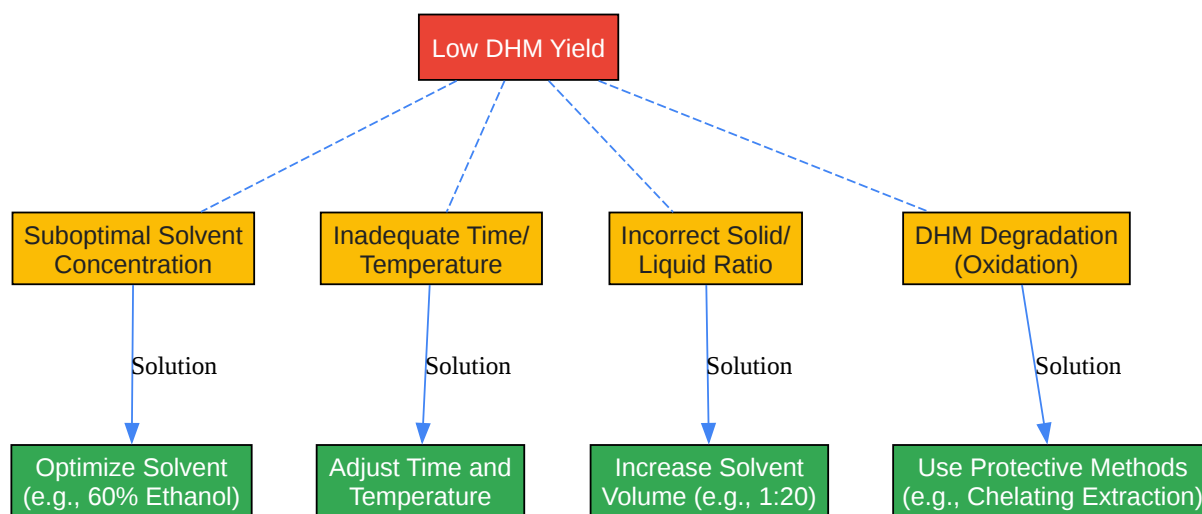 Low DHM Yield
Suboptimal Solvent
Concentration
Inadequate Time/
Temperature
Incorrect Solid/
Liquid Ratio
DHM Degradation
(Oxidation)
Solution
Solution
Solution
Solution
Optimize Solvent
(e.g., 60% Ethanol)
Adjust Time and
Temperature
Increase Solvent
Volume (e.g., 1:20)
Use Protective Methods
(e.g., Chelating Extraction)